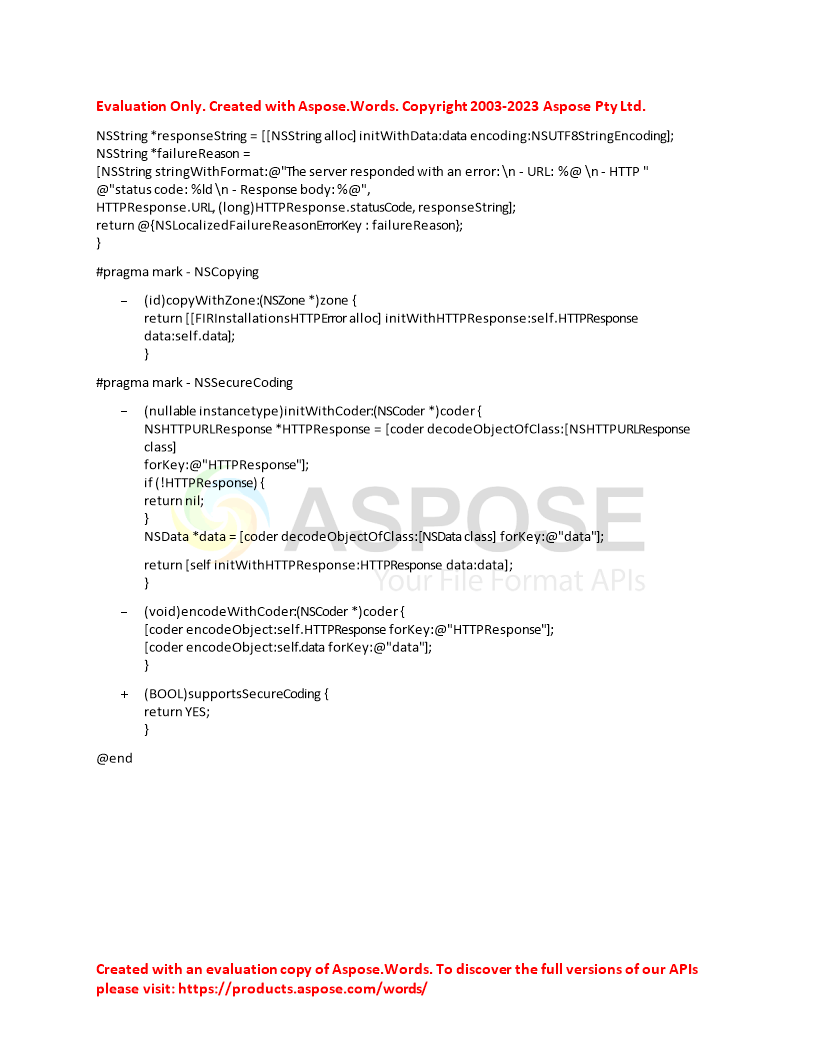 Evaluation Only. Created with Aspose.Words. Copyright 2003-2023 Aspose Pty Ltd.
NSString *responseString = [[NSString alloc] initWithData:data encoding:NSUTF8StringEncoding];
NSString *failureReason =
[NSString stringWithFormat:@"The server responded with an error: \n - URL: %@ \n - HTTP "
@"status code: %ld \n - Response body: %@",
HTTPResponse.URL, (long)HTTPResponse.statusCode, responseString];
return @{NSLocalizedFailureReasonErrorKey : failureReason};
}
#pragma mark - NSCopying
– (id)copyWithZone:(NSZone *)zone {
return [[FIRInstallationsHTTPError alloc] initWithHTTPResponse:self.HTTPResponse
data:self.data];
}
#pragma mark - NSSecureCoding
– (nullable instancetype)initWithCoder:(NSCoder *)coder {
NSHTTPURLResponse *HTTPResponse = [coder decodeObjectOfClass:[NSHTTPURLResponse
class]
forKey:@"HTTPResponse"];
if (!HTTPResponse) {
return nil;
}
NSData *data = [coder decodeObjectOfClass:[NSData class] forKey:@"data"];
return [self initWithHTTPResponse:HTTPResponse data:data];
}
– (void)encodeWithCoder:(NSCoder *)coder {
[coder encodeObject:self.HTTPResponse forKey:@"HTTPResponse"];
[coder encodeObject:self.data forKey:@"data"];
}
+ (BOOL)supportsSecureCoding {
return YES;
}
@end
ASPOSE
Your File Format APIs
Created with an evaluation copy of Aspose.Words. To discover the full versions of our APIs
please visit: https://products.aspose.com/words/